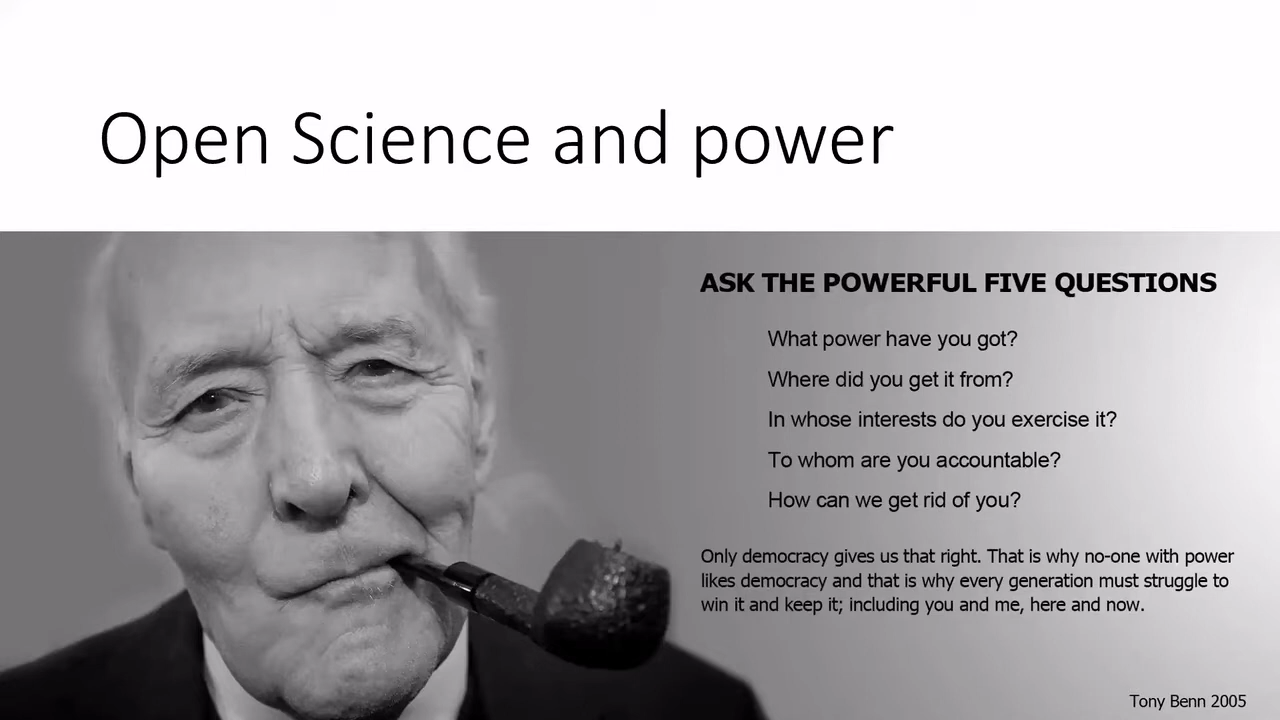 Open Science and power
ASK THE POWERFUL FIVE QUESTIONS
What power have you got?
Where did you get it from?
In whose interests do you exercise it?
To whom are you accountable?
How can we get rid of you?
Only democracy gives us that right. That is why no-one with power
likes democracy and that is why every generation must struggle to
win it and keep it; including you and me, here and now.
Tony Benn 2005